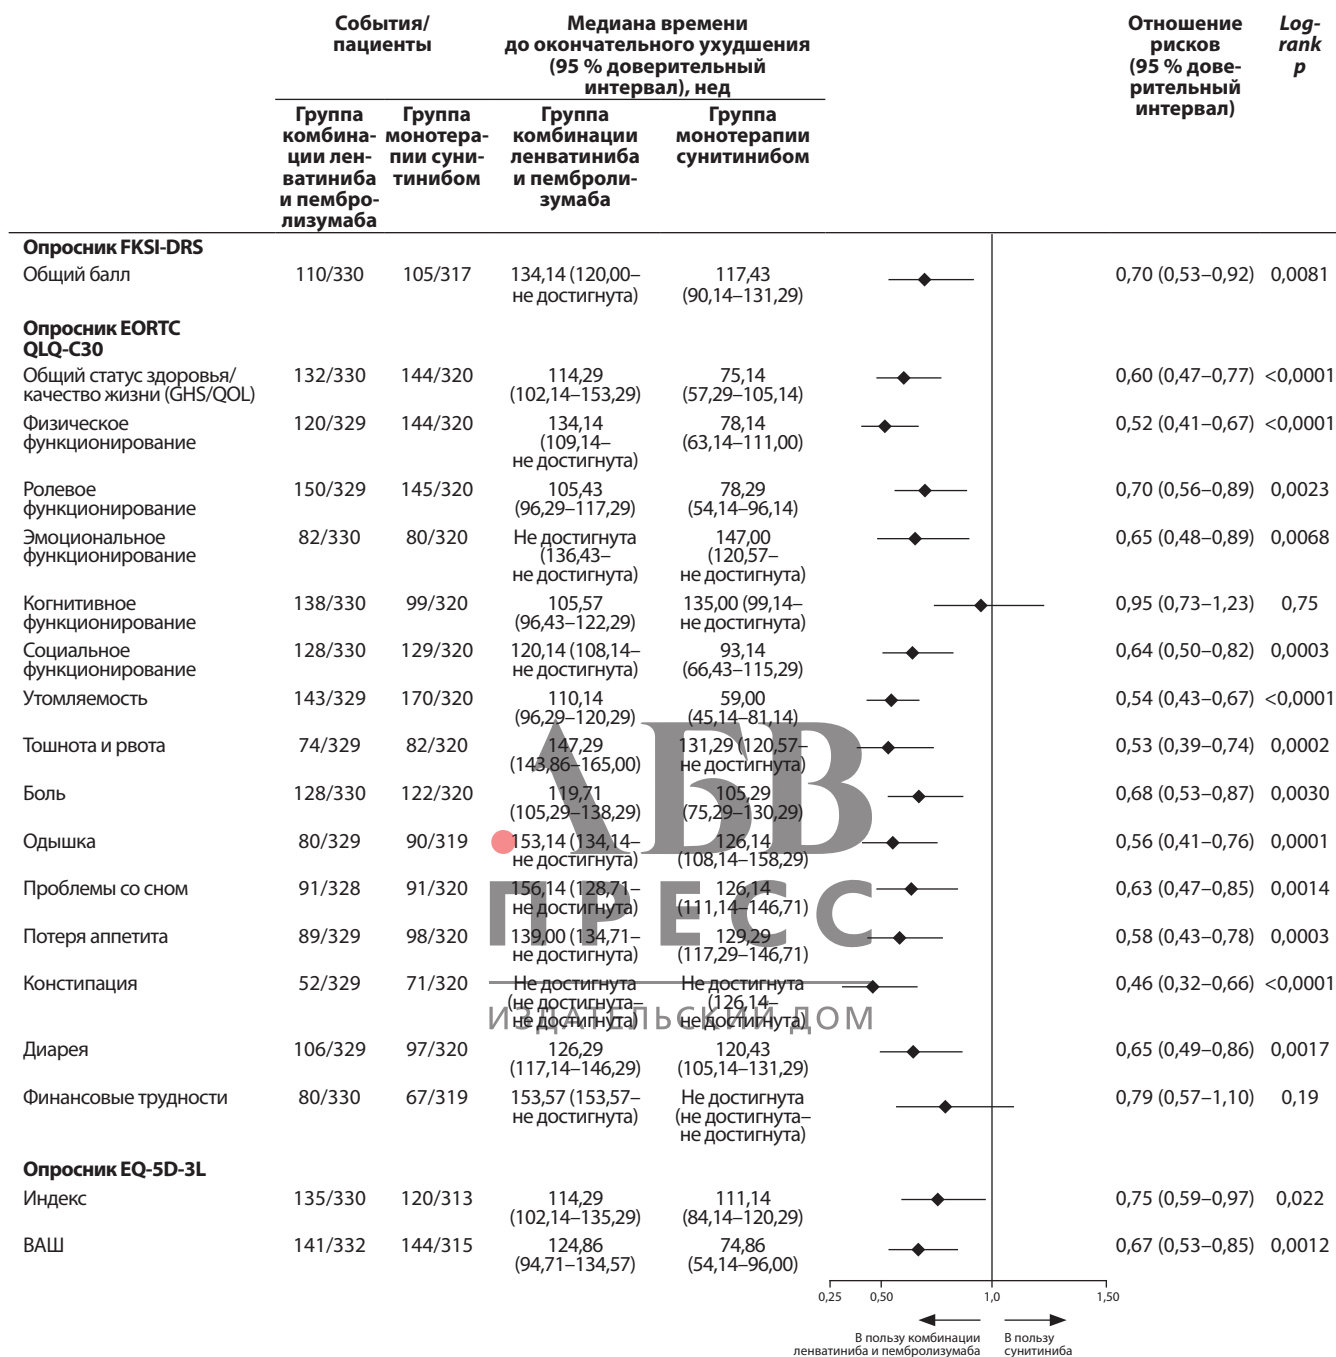 События/
пациенты
Медиана времени
до окончательного ухудшения
(95 % доверительный
интервал), нед
Отношение
рисков
(95 % дове-
рительный
интервал)
Log-
rank
p
Группа
комбина-
ции лен-
ватиниба
и пембро-
лизумаба
Группа
монотера-
пии суни-
тинибом
Группа
комбинации
ленватиниба
и пемброли-
зумаба
Группа
монотерапии
сунитинибом
Опросник FKSI-DRS
Общий балл 110/330 105/317 134,14 (120,00– 117,43 0,70 (0,53–0,92) 0,0081
не достигнута) (90,14–131,29)
Опросник EORTC
QLQ-C30
Общий статус здоровья/ 132/330 144/320 114,29 75,14 0,60 (0,47–0,77) <0,0001
качество жизни (GHS/QOL) (102,14–153,29) (57,29–105,14)
Физическое 120/329 144/320 134,14 78,14 0,52 (0,41–0,67) <0,0001
функционирование (109,14– (63,14–111,00)
не достигнута)
Ролевое 150/329 145/320 105,43 78,29 0,70 (0,56–0,89) 0,0023
функционирование (96,29–117,29) (54,14–96,14)
Эмоциональное 82/330 80/320 Не достигнута 147,00 0,65 (0,48–0,89) 0,0068
функционирование (136,43– (120,57–
не достигнута) не достигнута)
Когнитивное 138/330 99/320 105,57 135,00 (99,14– 0,95 (0,73–1,23) 0,75
функционирование (96,43–122,29) не достигнута)
Социальное 128/330 129/320 120,14 (108,14– 93,14 0,64 (0,50–0,82) 0,0003
функционирование не достигнута) (66,43–115,29)
Утомляемость 143/329 170/320 110,14 59,00 0,54 (0,43–0,67) <0,0001
(96,29–120,29) (45,14–81,14)
Тошнота и рвота 74/329 82/320 147,29 131,29 (120,57– 0,53 (0,39–0,74) 0,0002
(143,86–165,00) не достигнута)
Боль 128/330 122/320 119,71 105,29 0,68 (0,53–0,87) 0,0030
(105,29–138,29) (75,29–130,29)
Одышка 80/329 90/319 153,14 (134,14– 126,14 0,56 (0,41–0,76) 0,0001
не достигнута) (108,14–158,29)
Проблемы со сном 91/328 91/320 156,14 (128,71– 126,14 0,63 (0,47–0,85) 0,0014
не достигнута) (111,14–146,71)
Потеря аппетита 89/329 98/320 139,00 (134,71– 129,29 0,58 (0,43–0,78) 0,0003
не достигнута) (117,29–146,71)
Констипация 52/329 71/320 Не достигнута Не достигнута 0,46 (0,32–0,66) <0,0001
(не достигнута– (126,14–
не достигнута) не достигнута)
Диарея 106/329 97/320 126,29 120,43 0,65 (0,49–0,86) 0,0017
(117,14–146,29) (105,14–131,29)
Финансовые трудности 80/330 67/319 153,57 (153,57– Не достигнута 0,79 (0,57–1,10) 0,19
не достигнута) (не достигнута–
не достигнута)
Опросник EQ-5D-3L
Индекс 135/330 120/313 114,29 111,14 0,75 (0,59–0,97) 0,022
(102,14–135,29) (84,14–120,29)
ВАШ 141/332 144/315 124,86 74,86 0,67 (0,53–0,85) 0,0012
(94,71–134,57) (54,14–96,00)
0,25 0,50 1,0 1,50
В пользу комбинации
ленватиниба и пембролизумаба
В пользу
сунитиниба
АБВ
ПРЕСС
ИЗДАТЕЛЬСКИЙ ДОМ